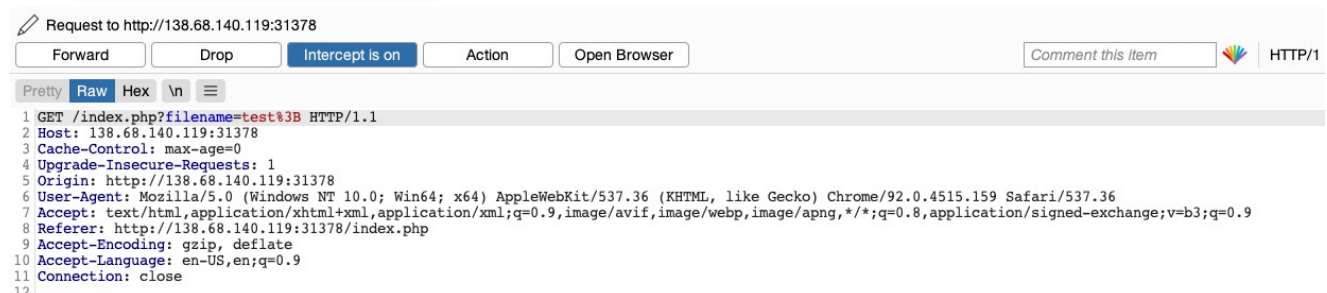 Request to http://138.68.140.119:31378
Forward Drop Intercept is on Action Open Browser Comment this item HTTP/1
Pretty Raw Hex \n
1 GET /index.php?filename=test%3B HTTP/1.1
2 Host: 138.68.140.119:31378
3 Cache-Control: max-age=0
4 Upgrade-Insecure-Requests: 1
5 Origin: http://138.68.140.119:31378
6 User-Agent: Mozilla/5.0 (Windows NT 10.0; Win64; x64) AppleWebKit/537.36 (KHTML, like Gecko) Chrome/92.0.4515.159 Safari/537.36
7 Accept: text/html,application/xhtml+xml,application/xml;q=0.9,image/avif,image/webp,image/apng,*/*;q=0.8,application/signed-exchange;v=b3;q=0.9
8 Referer: http://138.68.140.119:31378/index.php
9 Accept-Encoding: gzip, deflate
10 Accept-Language: en-US,en;q=0.9
11 Connection: close
12